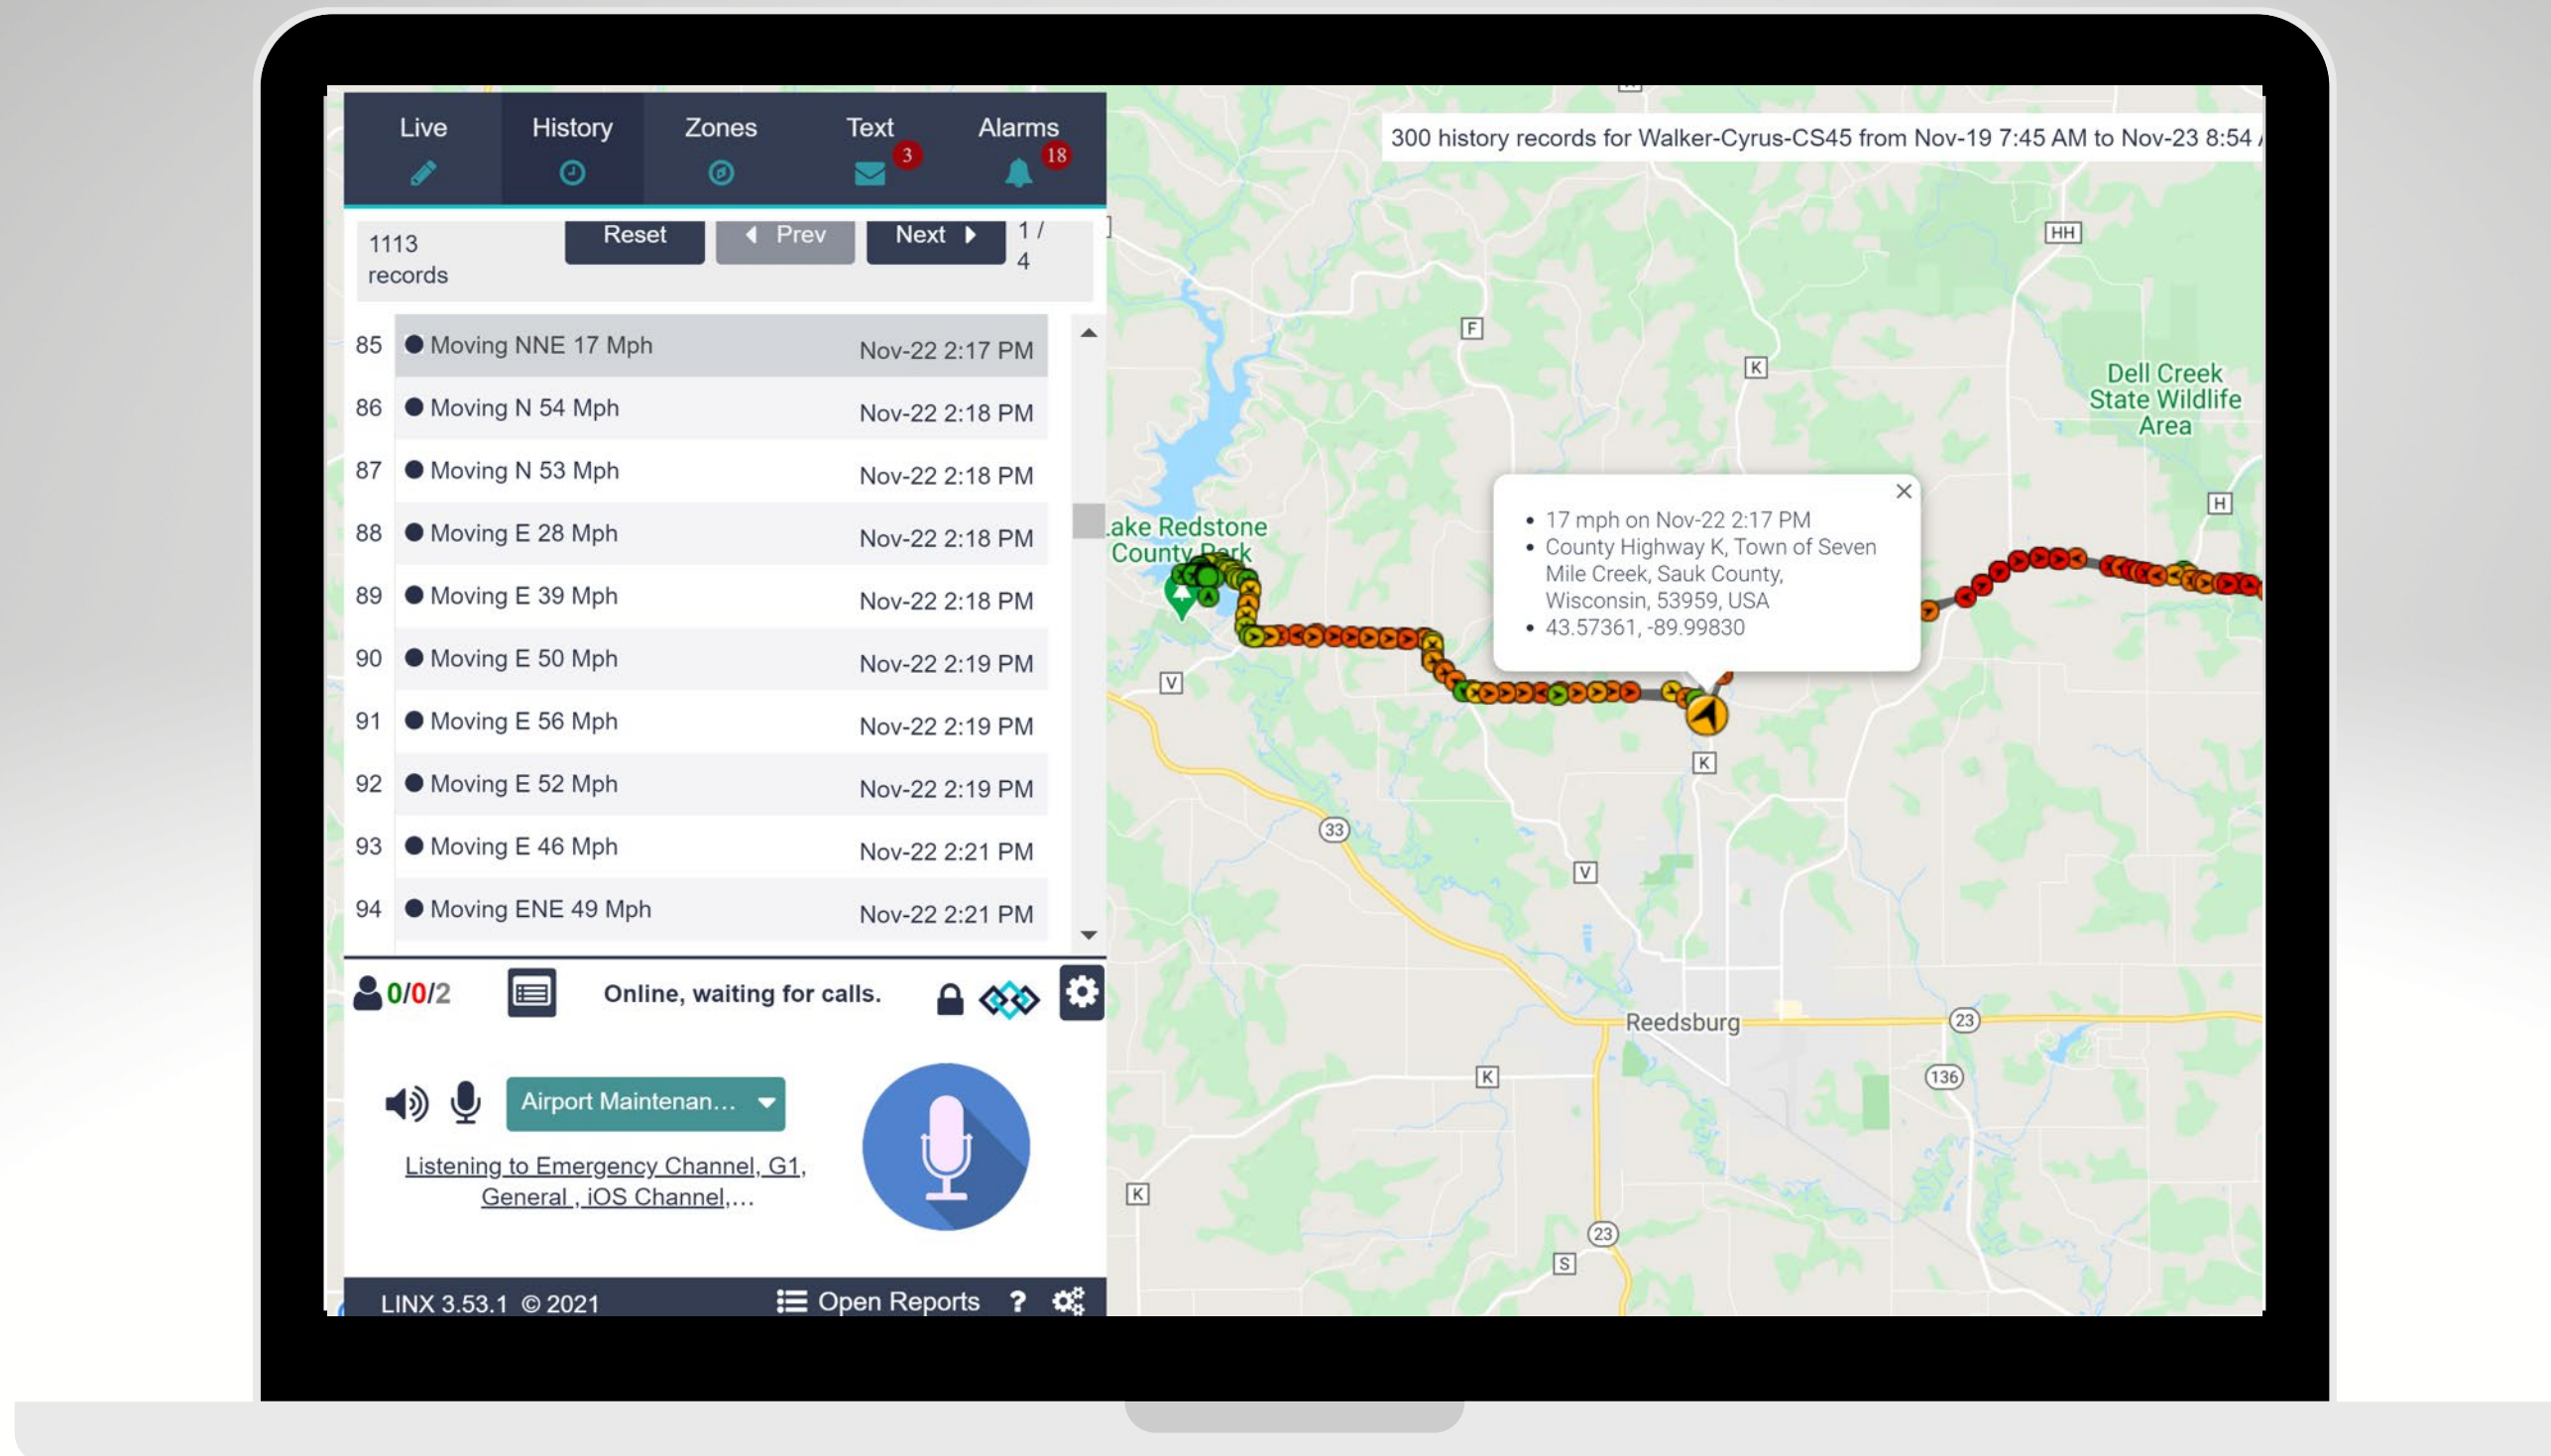 Live History Zones Text Alarms
3 18
300 history records for Walker-Cyrus-CS45 from Nov-19 7:45 AM to Nov-23 8:54
1113
records
Reset Prev Next 1 /
4
85 Moving NNE 17 Mph Nov-22 2:17 PM
86 Moving N 54 Mph Nov-22 2:18 PM
87 Moving N 53 Mph Nov-22 2:18 PM
88 Moving E 28 Mph Nov-22 2:18 PM
89 Moving E 39 Mph Nov-22 2:18 PM
90 Moving E 50 Mph Nov-22 2:19 PM
91 Moving E 56 Mph Nov-22 2:19 PM
92 Moving E 52 Mph Nov-22 2:19 PM
93 Moving E 46 Mph Nov-22 2:21 PM
94 Moving ENE 49 Mph Nov-22 2:21 PM
0/0/2 Online, waiting for calls.
Airport Maintenan...
Listening to Emergency Channel, G1,
General , iOS Channel,...
LINX 3.53.1 © 2021 Open Reports ?
HH
F
K
Dell Creek
State Wildlife
Area
H
ake Redstone
County Park
17 mph on Nov-22 2:17 PM
County Highway K, Town of Seven
Mile Creek, Sauk County,
Wisconsin, 53959, USA
43.57361, -89.99830
V
K
33
V
Reedsburg
23
K
136
K
23
S